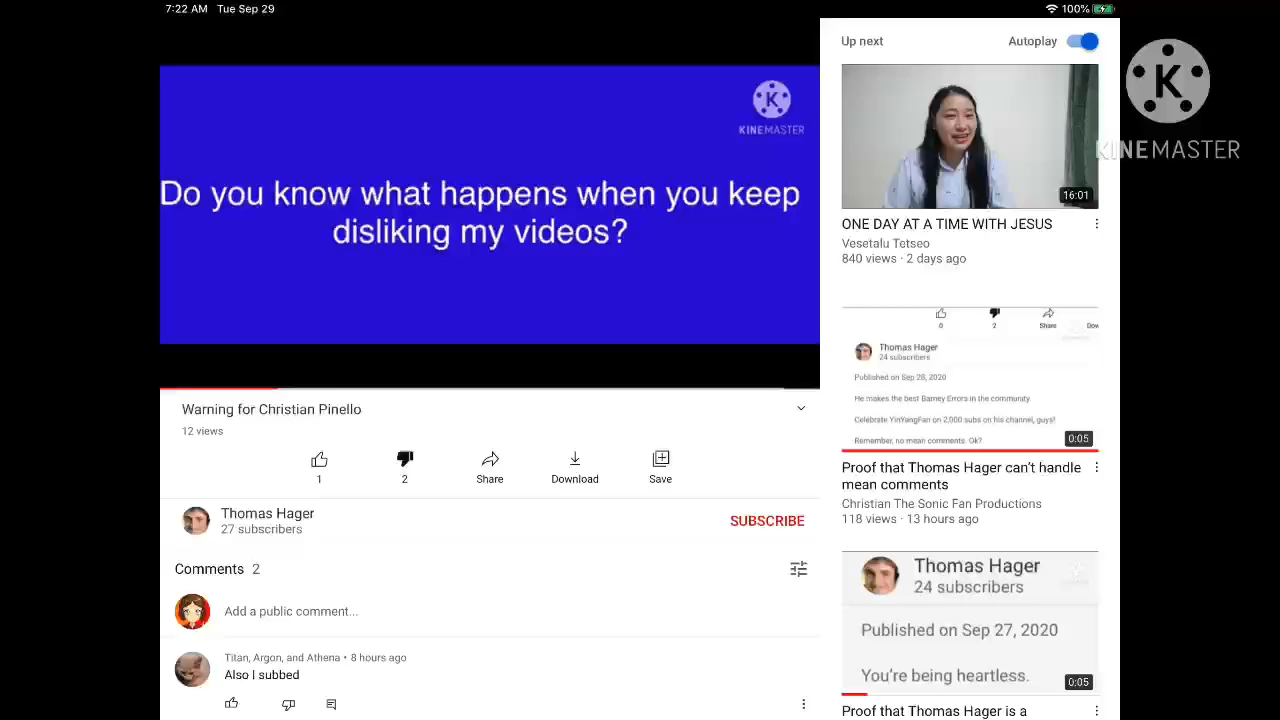 7:22 AM Tue Sep 29
100%
KINEMASTER
Do you know what happens when you keep
disliking my videos?
Warning for Christian Pinello
12 views
1
2
Share
Download
Save
Thomas Hager
27 subscribers
SUBSCRIBE
Comments 2
Add a public comment...
Titan, Argon, and Athena • 8 hours ago
Also I subbed
Up next
Autoplay
16:01
ONE DAY AT A TIME WITH JESUS
Vesetalu Tetseo
840 views · 2 days ago
0
2
Share
Dow
Thomas Hager
24 subscribers
Published on Sep 28, 2020
He makes the best Barney Errors in the community.
Celebrate YinYangFan on 2,000 subs on his channel, guys!
Remember, no mean comments. Ok?
0:05
Proof that Thomas Hager can't handle
mean comments
Christian The Sonic Fan Productions
118 views · 13 hours ago
Thomas Hager
24 subscribers
Published on Sep 27, 2020
You're being heartless.
0:05
Proof that Thomas Hager is a
K
KINEMASTER